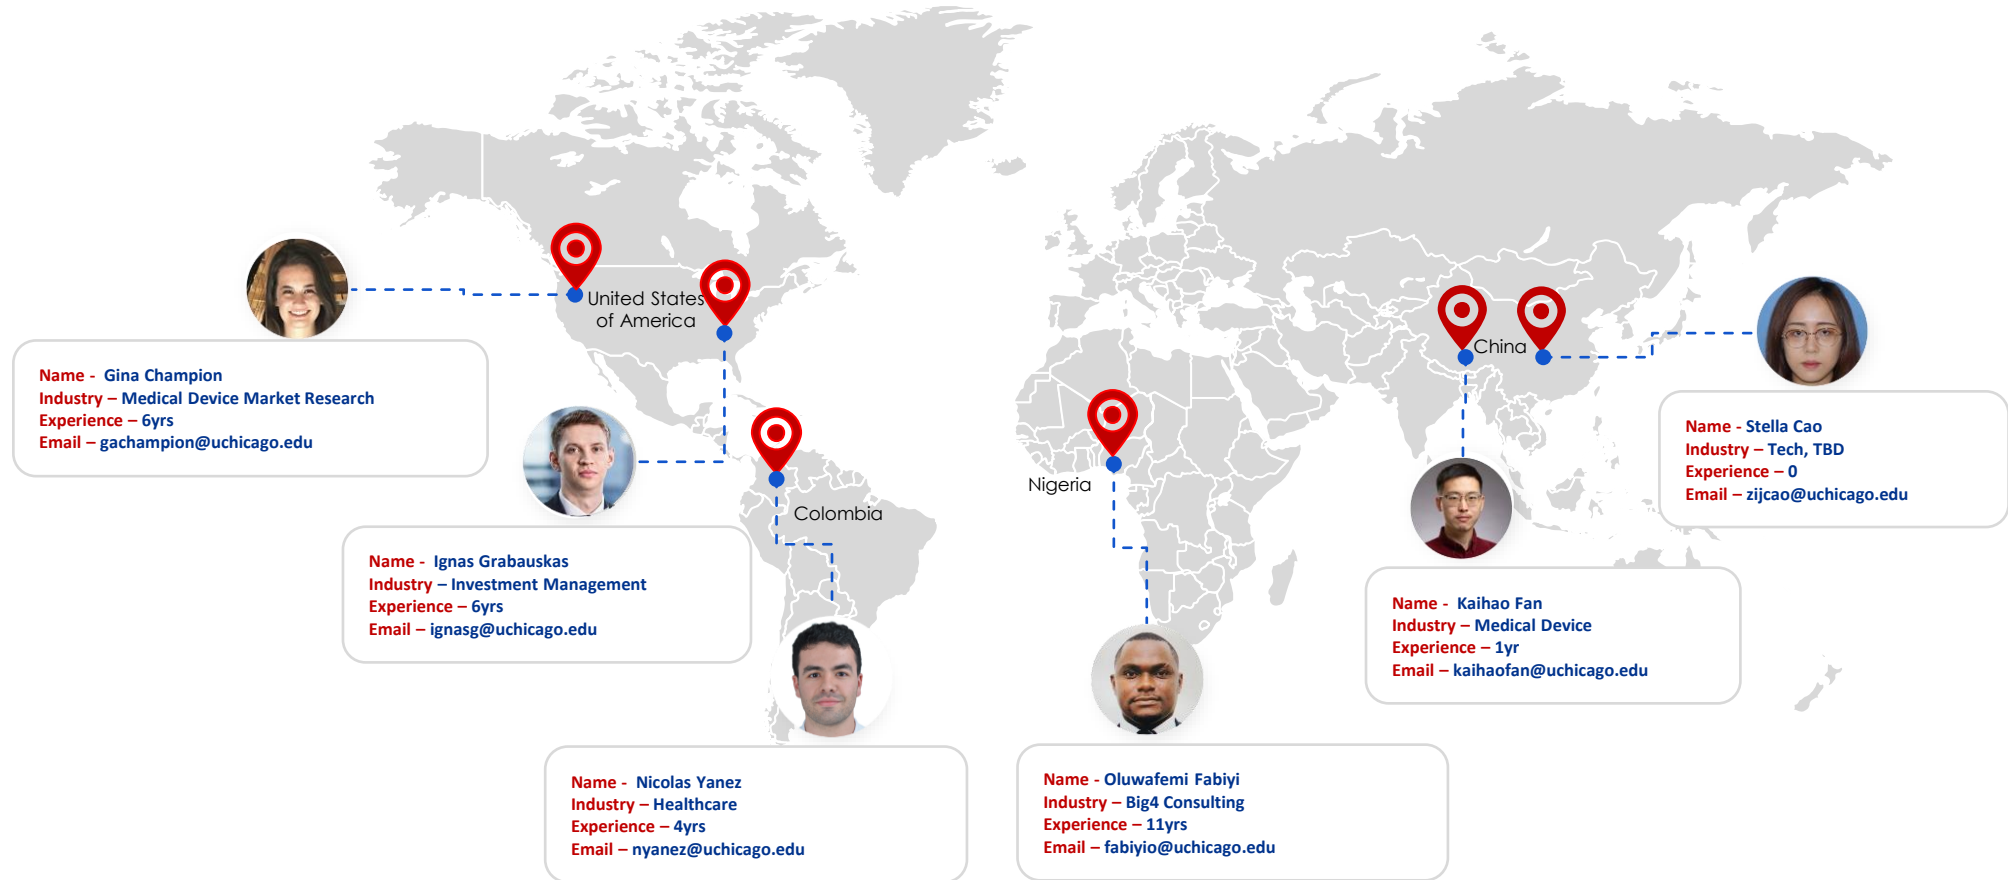 United States
of America
China
Nigeria
Colombia
Name -  Gina Champion
Industry – Medical Device Market Research
Experience – 6yrs
Email – gachampion@uchicago.edu
Name -  Ignas Grabauskas
Industry – Investment Management
Experience – 6yrs
Email – ignasg@uchicago.edu
Name -  Nicolas Yanez
Industry – Healthcare
Experience – 4yrs
Email – nyanez@uchicago.edu
Name - Oluwafemi Fabiyi
Industry – Big4 Consulting
Experience – 11yrs
Email – fabiyio@uchicago.edu
Name -  Kaihao Fan
Industry – Medical Device
Experience – 1yr
Email – kaihaofan@uchicago.edu
Name - Stella Cao
Industry – Tech, TBD
Experience – 0
Email – zijcao@uchicago.edu